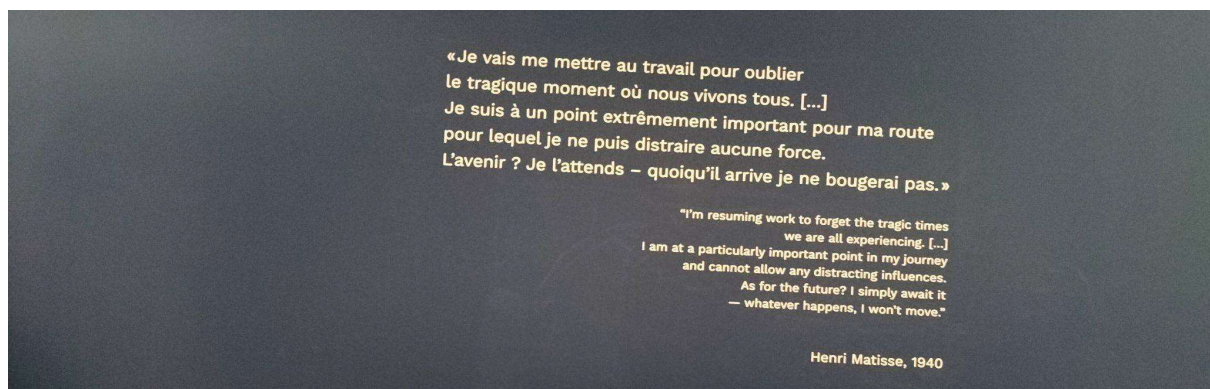 «Je vais me mettre au travail pour oublier
le tragique moment où nous vivons tous. [...]
Je suis à un point extrêmement important pour ma route
pour lequel je ne puis distraire aucune force.
L'avenir ? Je l'attends – quoiqu'il arrive je ne bougerai pas.»
"I'm resuming work to forget the tragic times
we are all experiencing. [...]
I am at a particularly important point in my journey
and cannot allow any distracting influences.
As for the future? I simply await it
— whatever happens, I won't move."
Henri Matisse, 1940